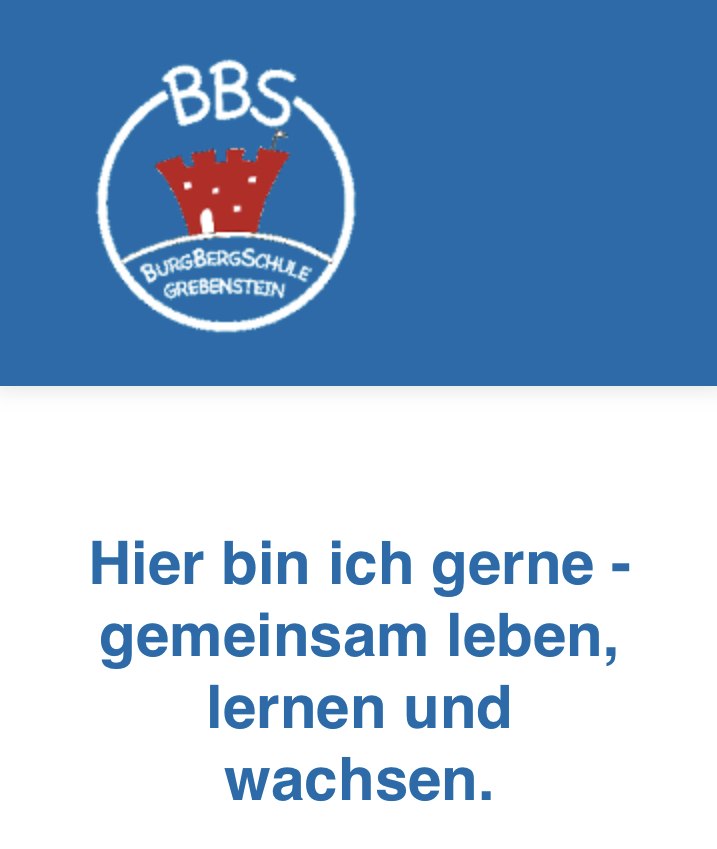 BBS
BURGBERGSCHULE
GREBENSTEIN
Hier bin ich gerne -
gemeinsam leben,
lernen und
wachsen.